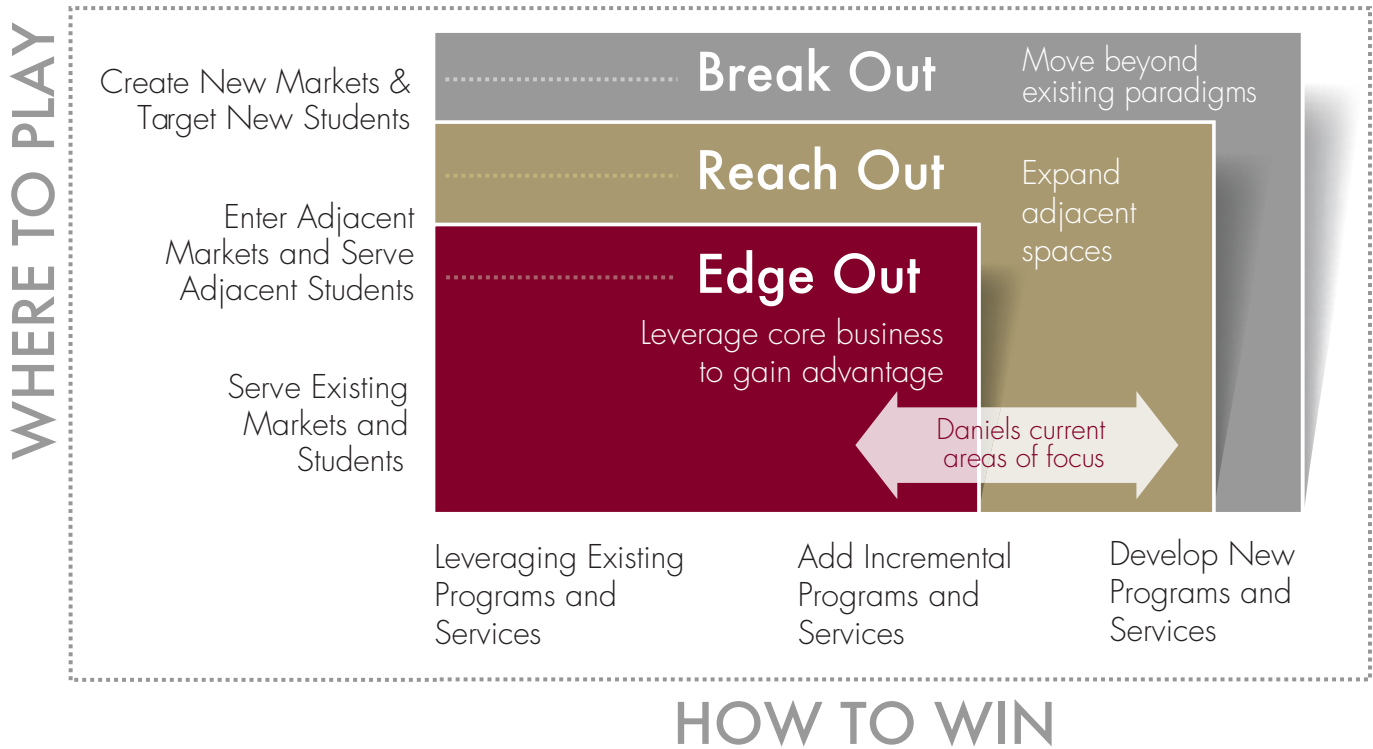 WHERE TO PLAY
Create New Markets &
Target New Students
Enter Adjacent
Markets and Serve
Adjacent Students
Serve Existing
Markets and
Students
Break Out
Move beyond
existing paradigms
Reach Out
Expand
adjacent
spaces
Edge Out
Leverage core business
to gain advantage
Daniels current
areas of focus
Leveraging Existing
Programs and
Services
Add Incremental
Programs and
Services
Develop New
Programs and
Services
HOW TO WIN